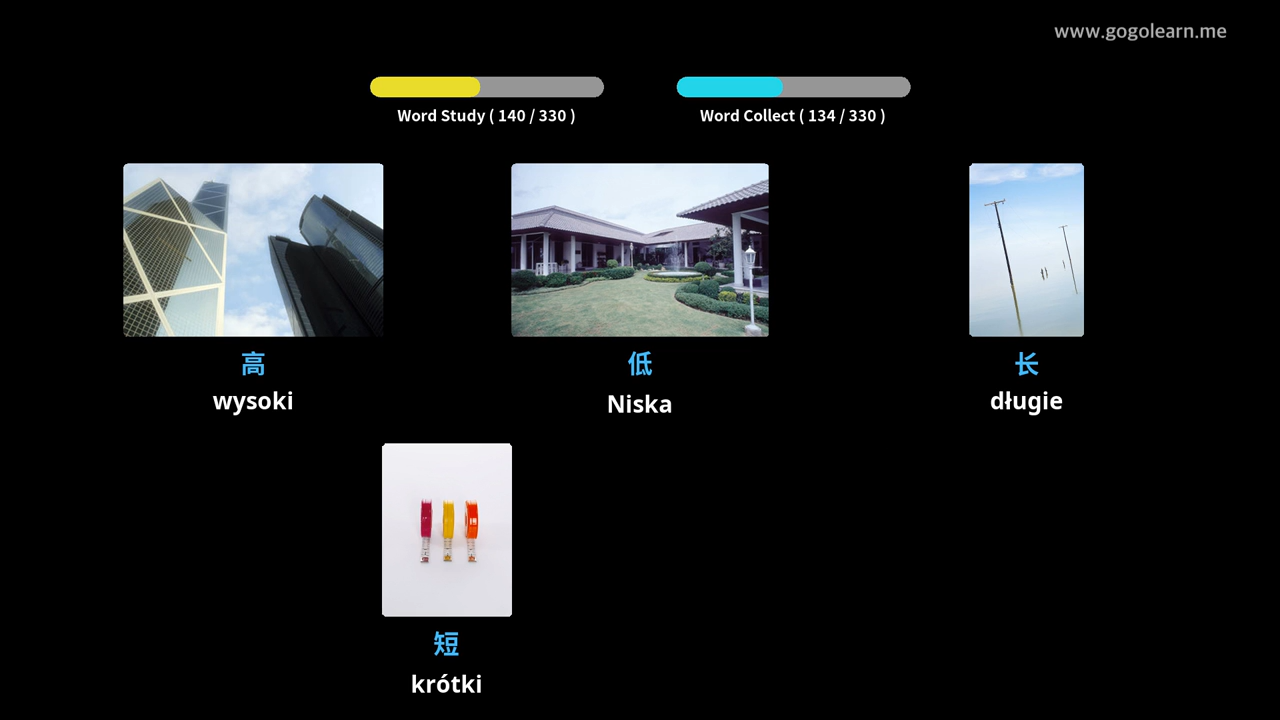 www.gogolearn.me
Word Study ( 140 / 330 )
Word Collect ( 134 / 330 )
高
wysoki
低
Niska
长
długie
短
krótki